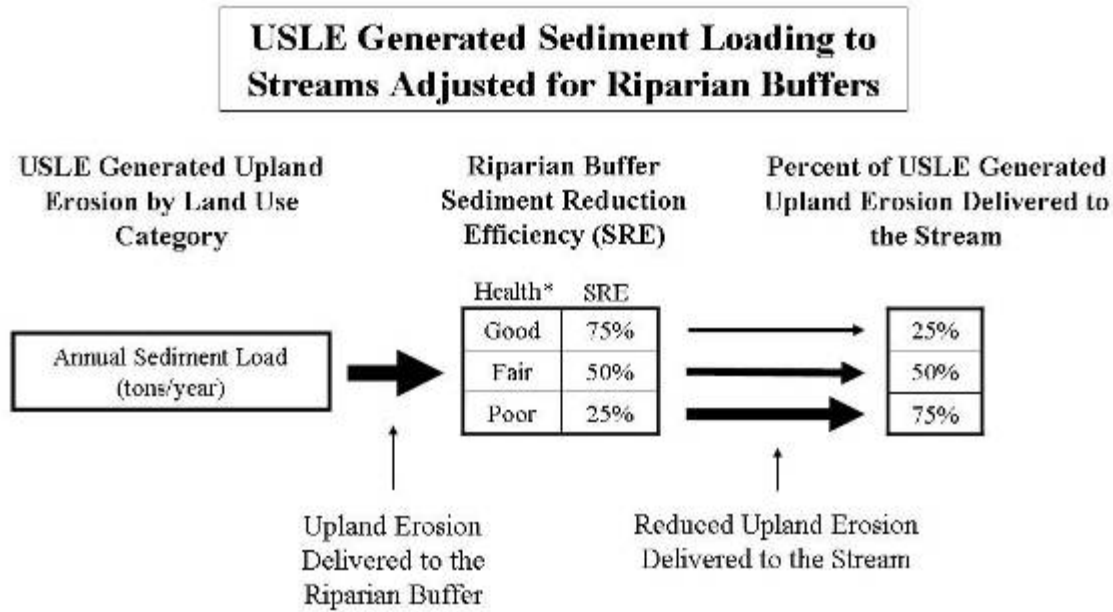 USLE Generated Sediment Loading to
Streams Adjusted for Riparian Buffers
USLE Generated Upland
Erosion by Land Use
Category
Riparian Buffer
Sediment Reduction
Efficiency (SRE)
Percent of USLE Generated
Upland Erosion Delivered to
the Stream
Health* SRE
Good 75% 25%
Annual Sediment Load
(tons/year)
Fair 50% 50%
Poor 25% 75%
Upland Erosion
Delivered to the
Riparian Buffer
Reduced Upland Erosion
Delivered to the Stream